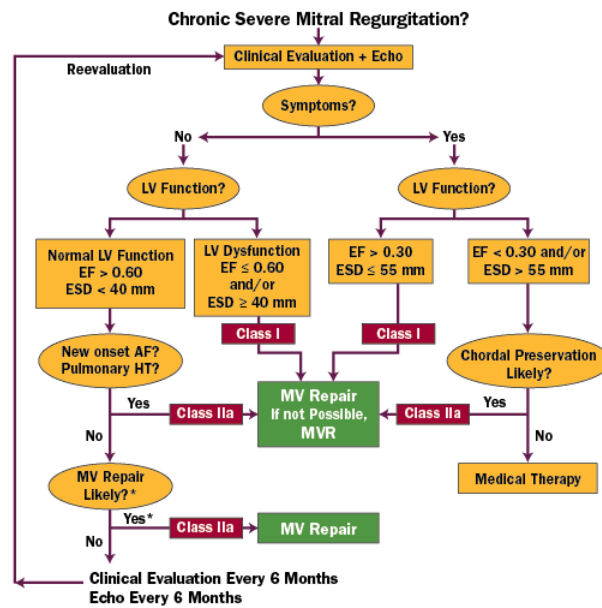 Chronic Severe Mitral Regurgitation?
Reevaluation
Clinical Evaluation + Echo
Symptoms?
No
Yes
LV Function?
LV Function?
Normal LV Function
EF > 0.60
ESD < 40 mm
LV Dysfunction
EF ≤ 0.60
and/or
ESD ≥ 40 mm
EF > 0.30
ESD ≤ 55 mm
EF < 0.30 and/or
ESD > 55 mm
Class I
Class I
New onset AF?
Pulmonary HT?
Chordal Preservation
Likely?
Yes
Class IIa
MV Repair
If not Possible,
MVR
Class IIa
Yes
No
No
MV Repair
Likely?*
Medical Therapy
Yes*
Class IIa
MV Repair
No
Clinical Evaluation Every 6 Months
Echo Every 6 Months